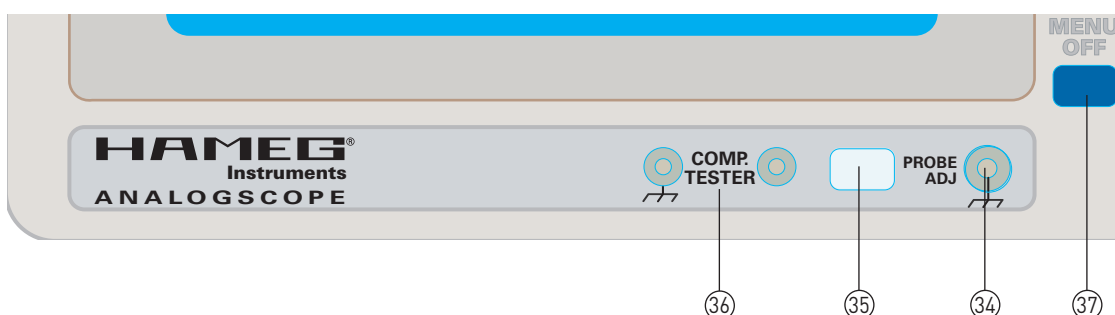 MENU
OFF
HAMEG®
Instruments
ANALOGSCOPE
COMP.
TESTER
PROBE
ADJ
36
35
34
37